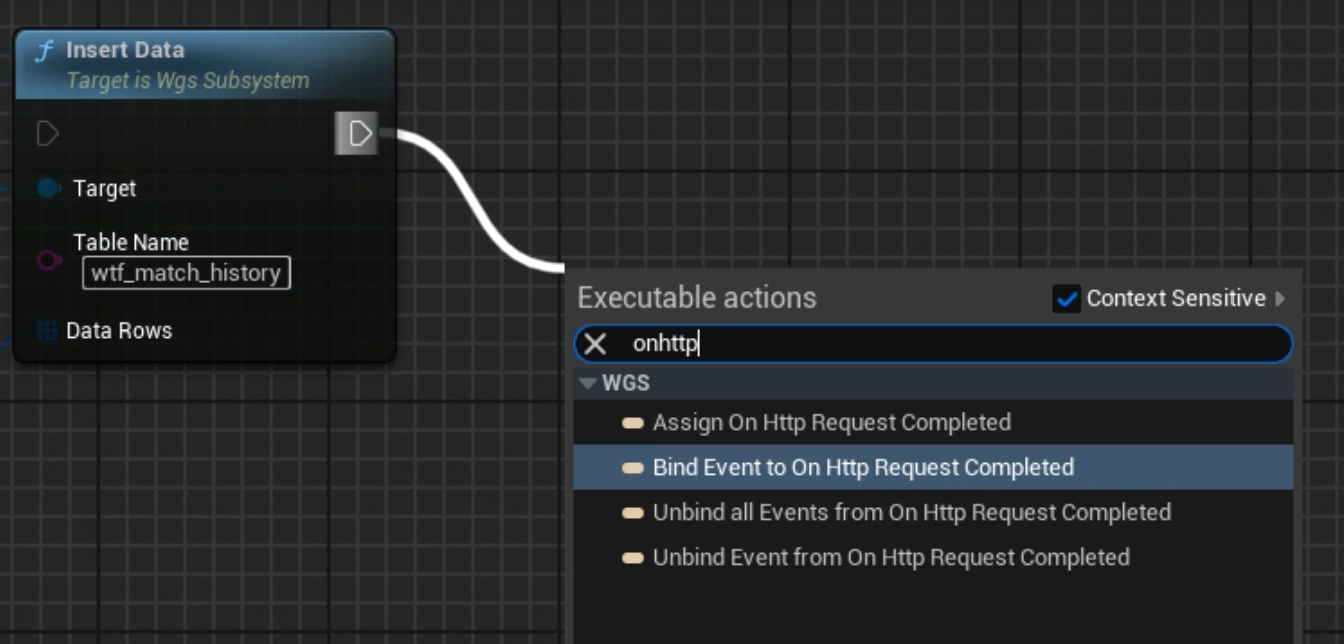 f Insert Data
Target is Wgs Subsystem
Target
Table Name
wtf_match_history
Data Rows
Executable actions
Context Sensitive
onhttp
WGS
Assign On Http Request Completed
Bind Event to On Http Request Completed
Unbind all Events from On Http Request Completed
Unbind Event from On Http Request Completed